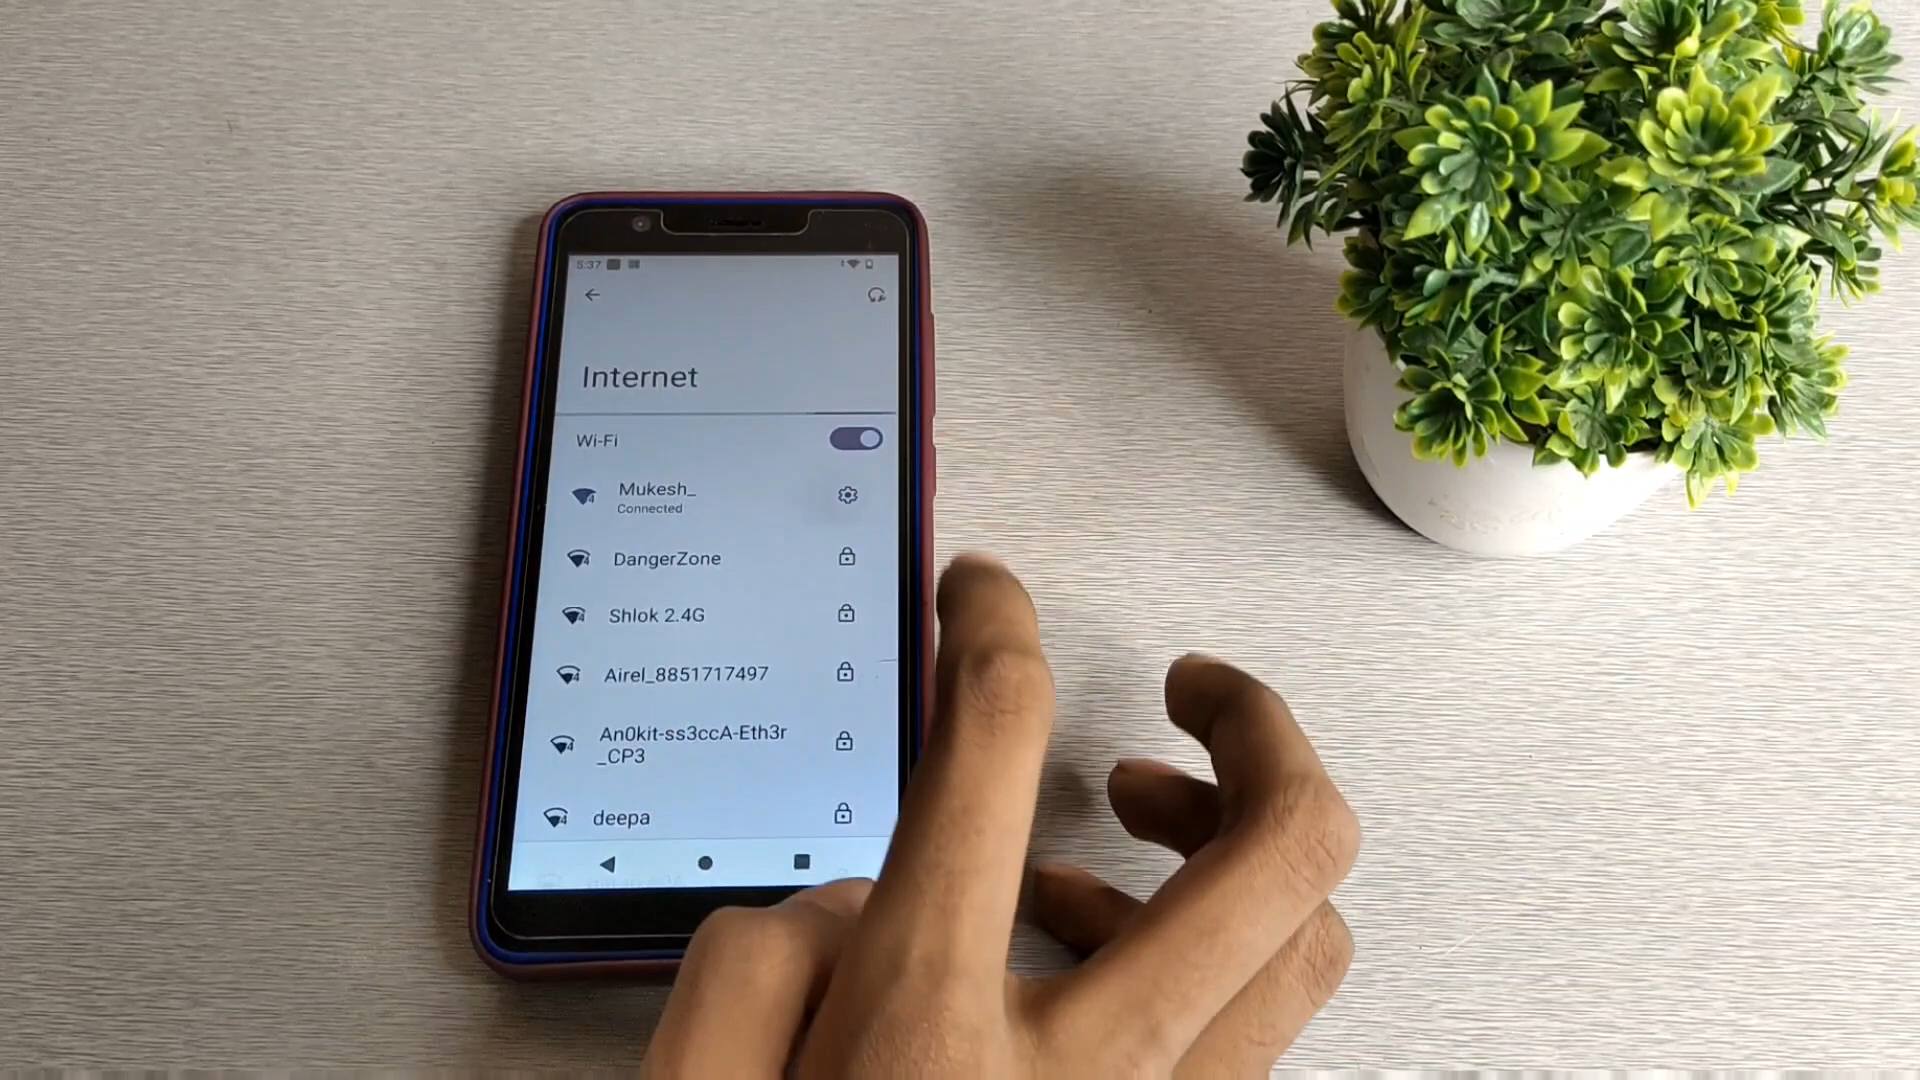 5:37
Internet
Wi-Fi
Mukesh_
Connected
DangerZone
Shlok 2.4G
Airel_8851717497
An0kit-ss3ccA-Eth3r
_CP3
deepa